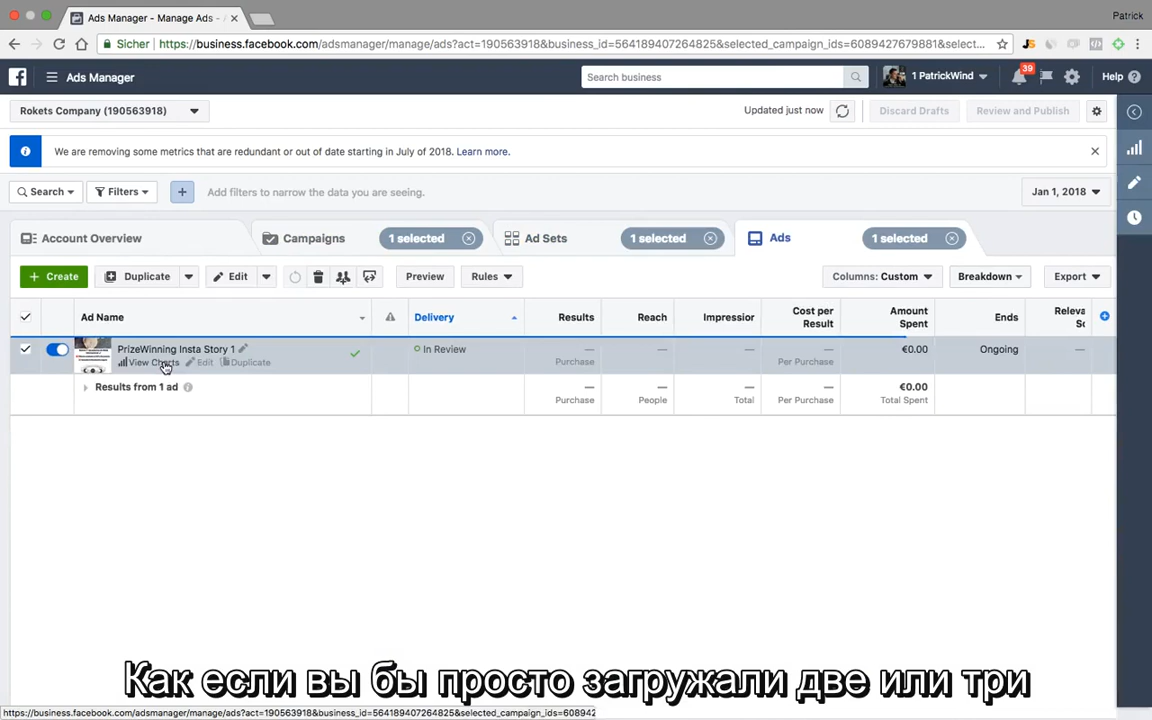 Ads Manager - Manage Ads -
Patrick
Sicher https://business.facebook.com/adsmanager/manage/ads?act=190563918&business_id=564189407264825&selected_campaign_ids=6089427679881&select...
Ads Manager
Search business
1 PatrickWind
39
Help
Rokets Company (190563918)
Updated just now
Discard Drafts
Review and Publish
We are removing some metrics that are redundant or out of date starting in July of 2018. Learn more.
Search
Filters
Add filters to narrow the data you are seeing.
Jan 1, 2018
Account Overview
Campaigns
1 selected
Ad Sets
1 selected
Ads
1 selected
+ Create
Duplicate
Edit
Preview
Rules
Columns: Custom
Breakdown
Export
Ad Name
Delivery
Results
Reach
Impression
Cost per Result
Amount Spent
Ends
Releva Sc
PrizeWinning Insta Story 1
View Charts
Edit
Duplicate
In Review
—
Purchase
—
—
—
Per Purchase
€0.00
Ongoing
—
Results from 1 ad
—
Purchase
—
People
—
Total
—
Per Purchase
€0.00
Total Spent
Как если вы бы просто загружали две или три
https://business.facebook.com/adsmanager/manage/ads?act=190563918&business_id=564189407264825&selected_campaign_ids=608942